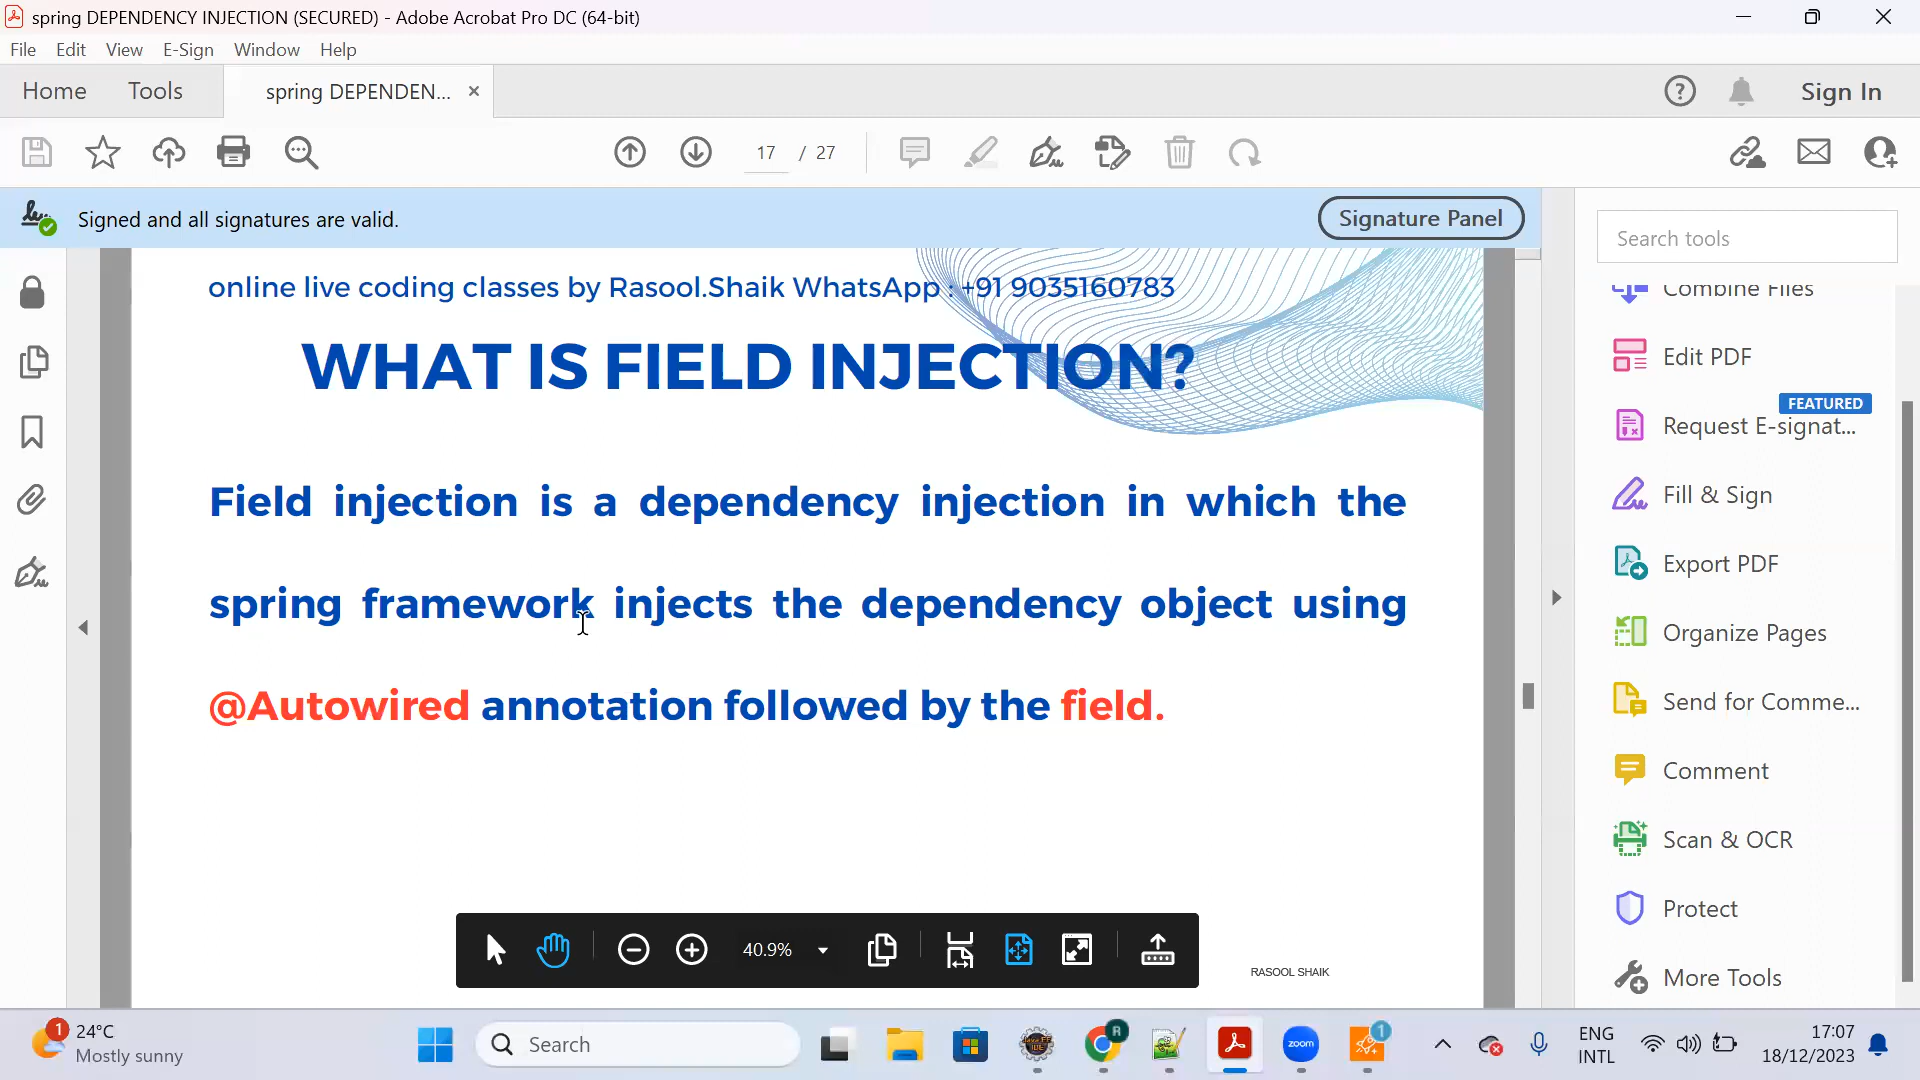 spring DEPENDENCY INJECTION (SECURED) - Adobe Acrobat Pro DC (64-bit)
File Edit View E-Sign Window Help
Home Tools spring DEPENDEN... × Sign In
17 / 27
Signed and all signatures are valid. Signature Panel
Search tools
online live coding classes by Rasool.Shaik WhatsApp : +91 9035160783
WHAT IS FIELD INJECTION?
Field injection is a dependency injection in which the
spring framework injects the dependency object using
@Autowired annotation followed by the field.
RASOOL SHAIK
40.9%
Combine Files
Edit PDF
FEATURED
Request E-signat...
Fill & Sign
Export PDF
Organize Pages
Send for Comme...
Comment
Scan & OCR
Protect
More Tools
1
24°C
Mostly sunny
Search
R
zoom
1
ENG
INTL
17:07
18/12/2023